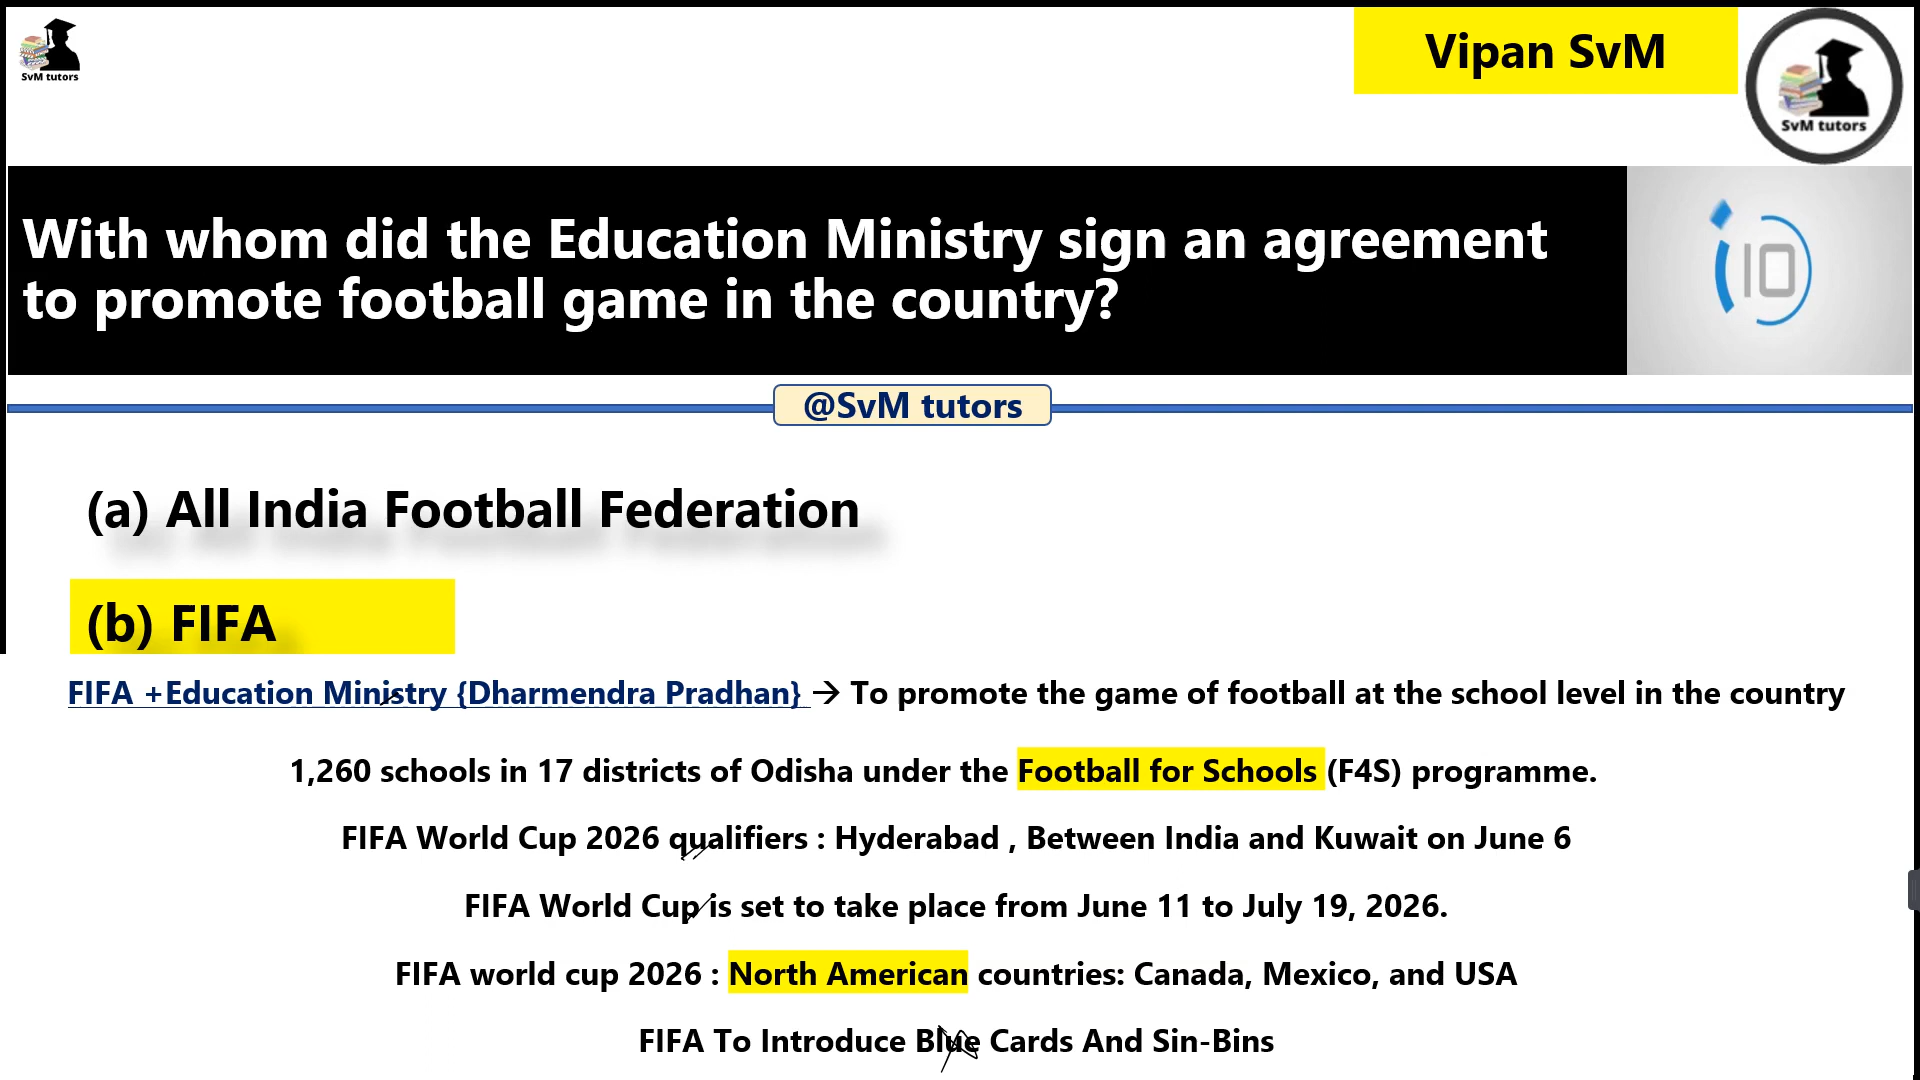 SvM tutors
Vipan SvM
SvM tutors
With whom did the Education Ministry sign an agreement
to promote football game in the country?
10
@SvM tutors
(a) All India Football Federation
(b) FIFA
FIFA +Education Ministry {Dharmendra Pradhan} → To promote the game of football at the school level in the country
1,260 schools in 17 districts of Odisha under the Football for Schools (F4S) programme.
FIFA World Cup 2026 qualifiers : Hyderabad , Between India and Kuwait on June 6
FIFA World Cup is set to take place from June 11 to July 19, 2026.
FIFA world cup 2026 : North American countries: Canada, Mexico, and USA
FIFA To Introduce Blue Cards And Sin-Bins